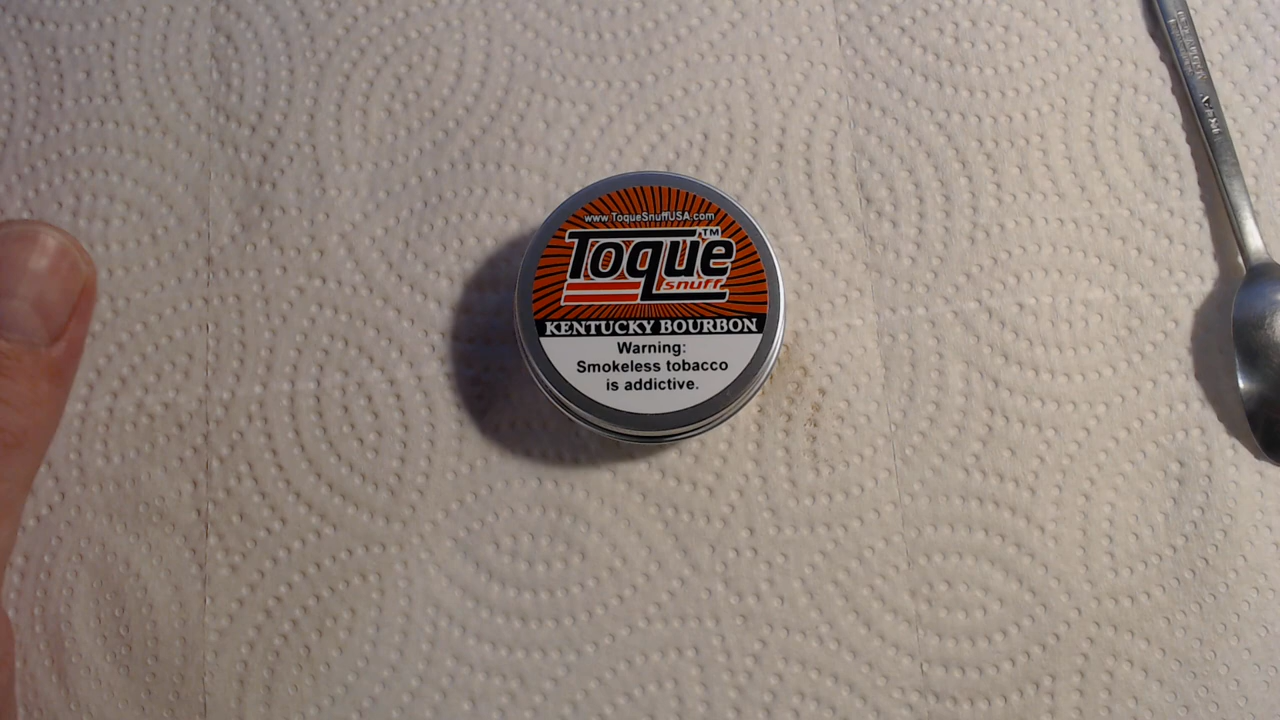 www.ToqueSnuffUSA.com
Toque™
snuff
KENTUCKY BOURBON
Warning:
Smokeless tobacco
is addictive.